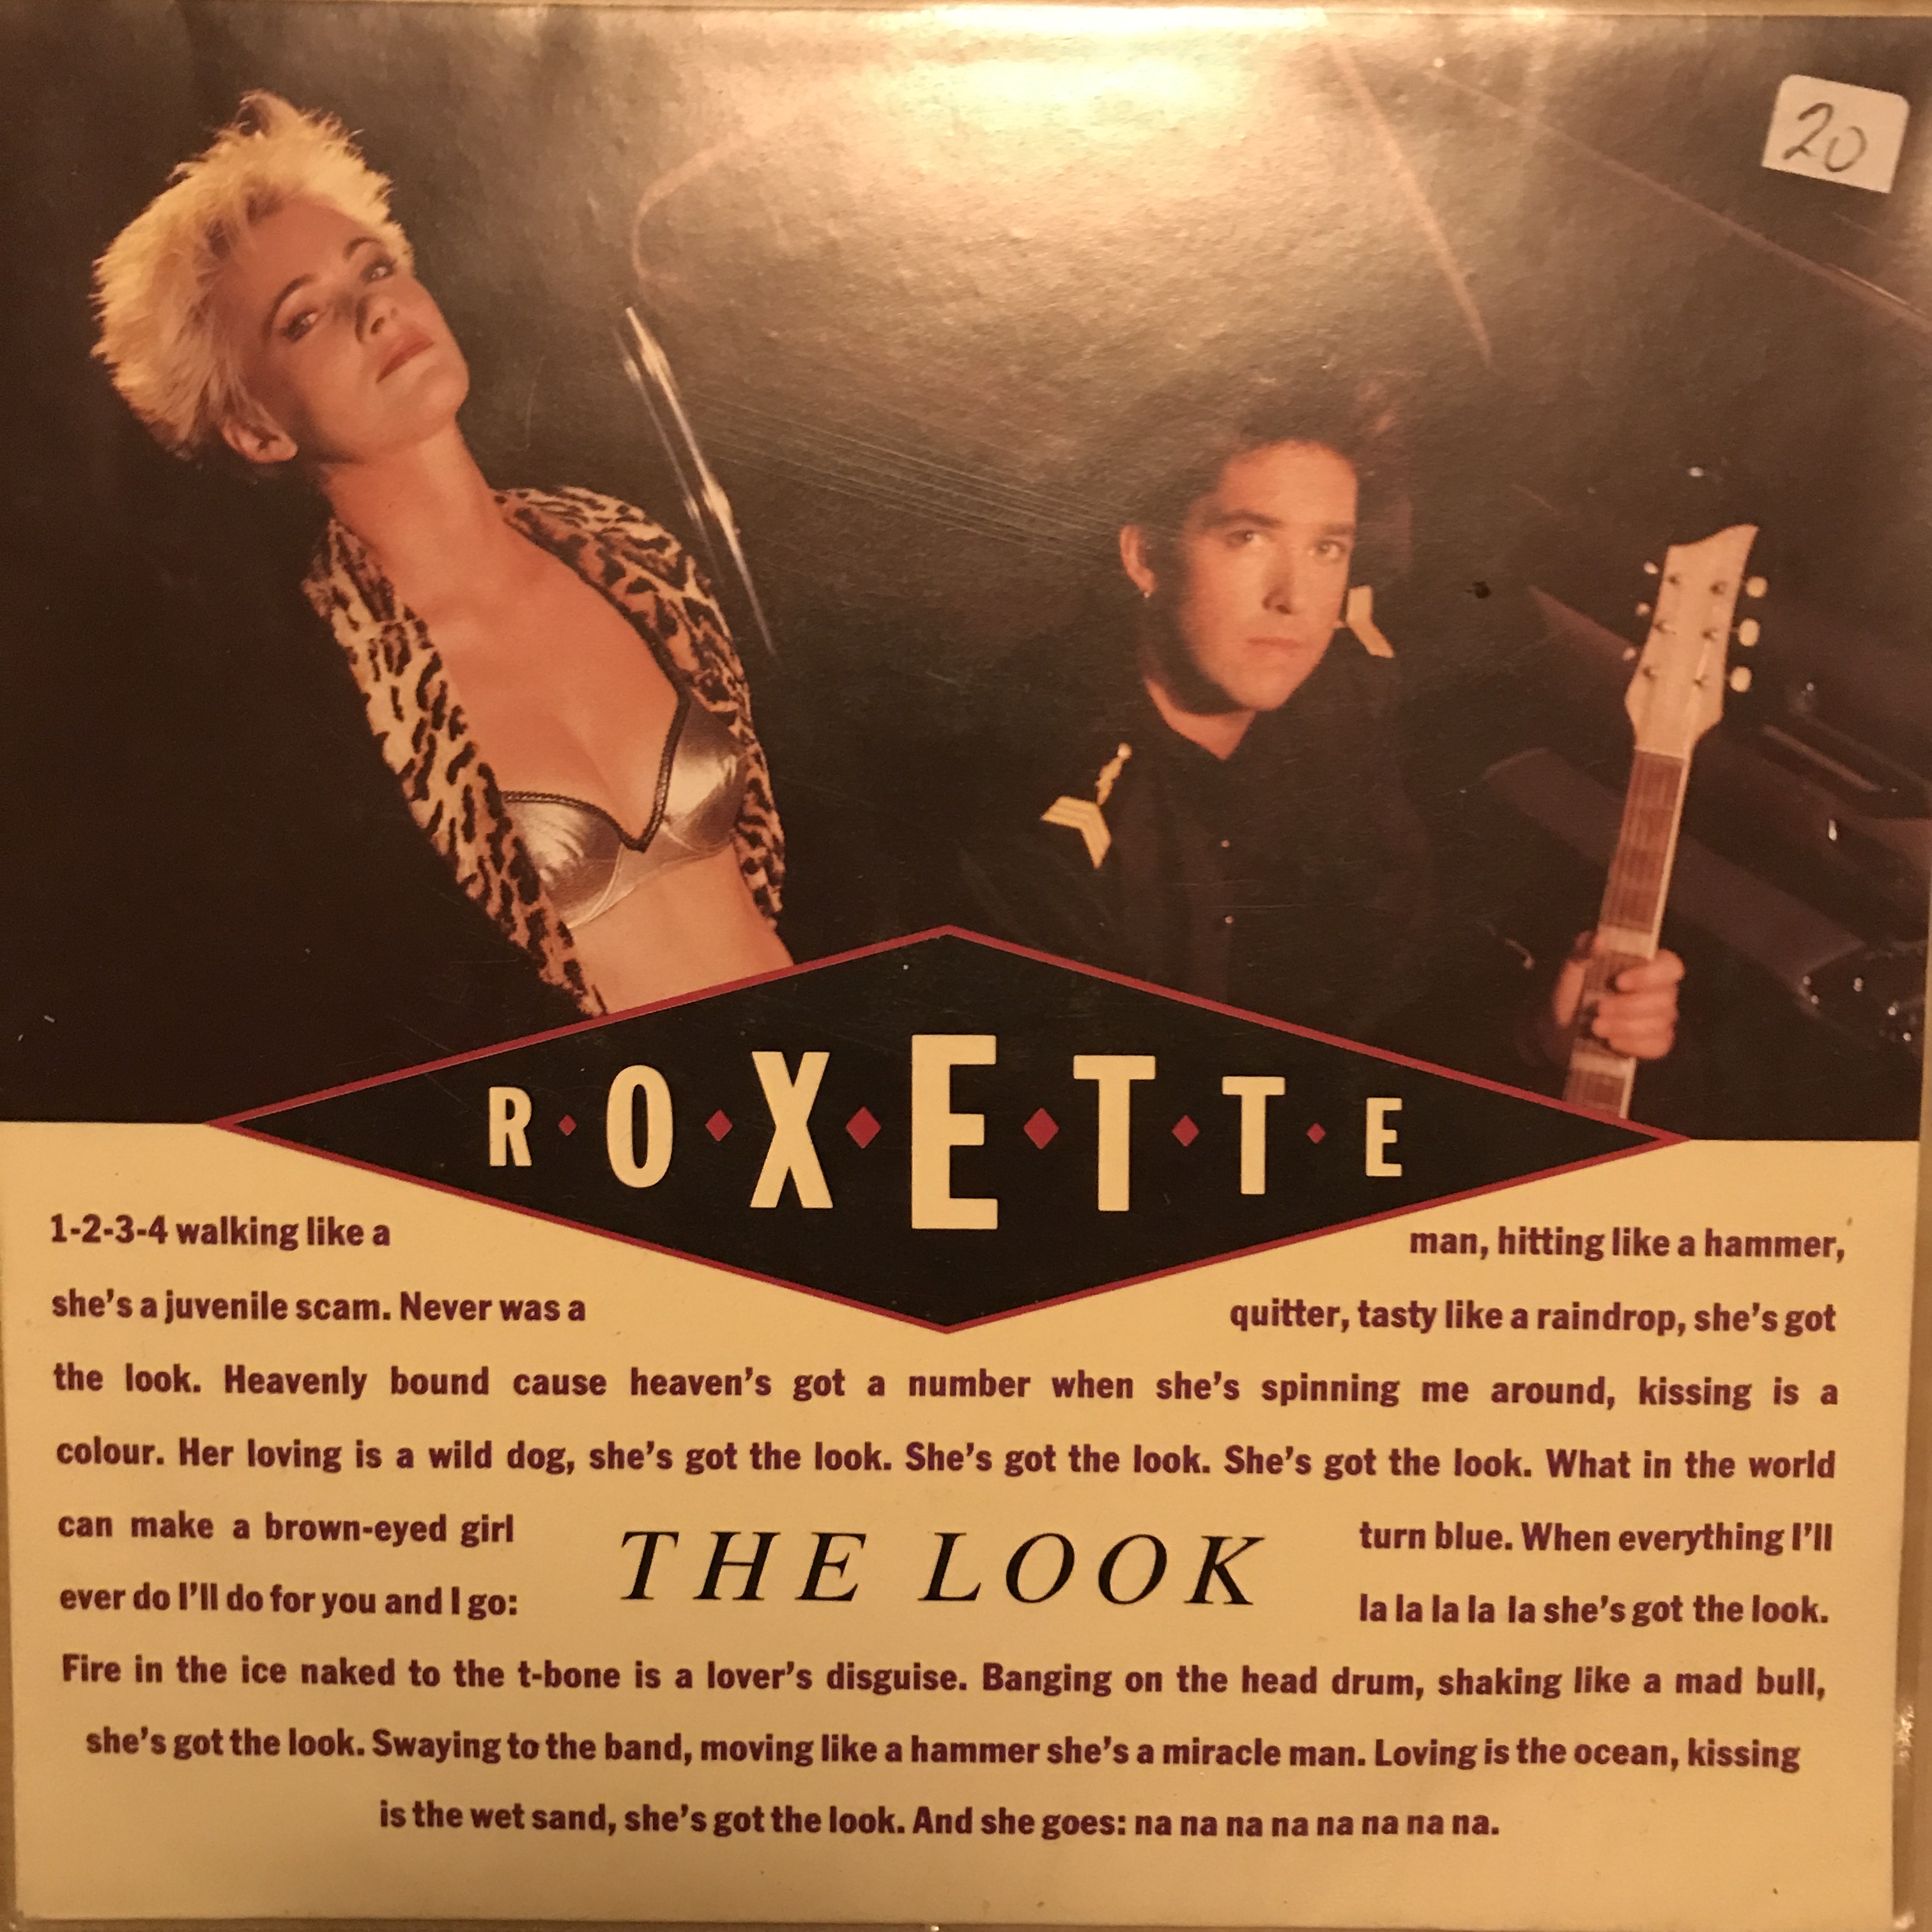 20
R·O·X·E·T·T·E
1-2-3-4 walking like a man, hitting like a hammer,
she's a juvenile scam. Never was a quitter, tasty like a raindrop, she's got
the look. Heavenly bound cause heaven's got a number when she's spinning me around, kissing is a
colour. Her loving is a wild dog, she's got the look. She's got the look. She's got the look. What in the world
can make a brown-eyed girl turn blue. When everything I'll
THE LOOK
ever do I'll do for you and I go: la la la la la she's got the look.
Fire in the ice naked to the t-bone is a lover's disguise. Banging on the head drum, shaking like a mad bull,
she's got the look. Swaying to the band, moving like a hammer she's a miracle man. Loving is the ocean, kissing
is the wet sand, she's got the look. And she goes: na na na na na na na na.